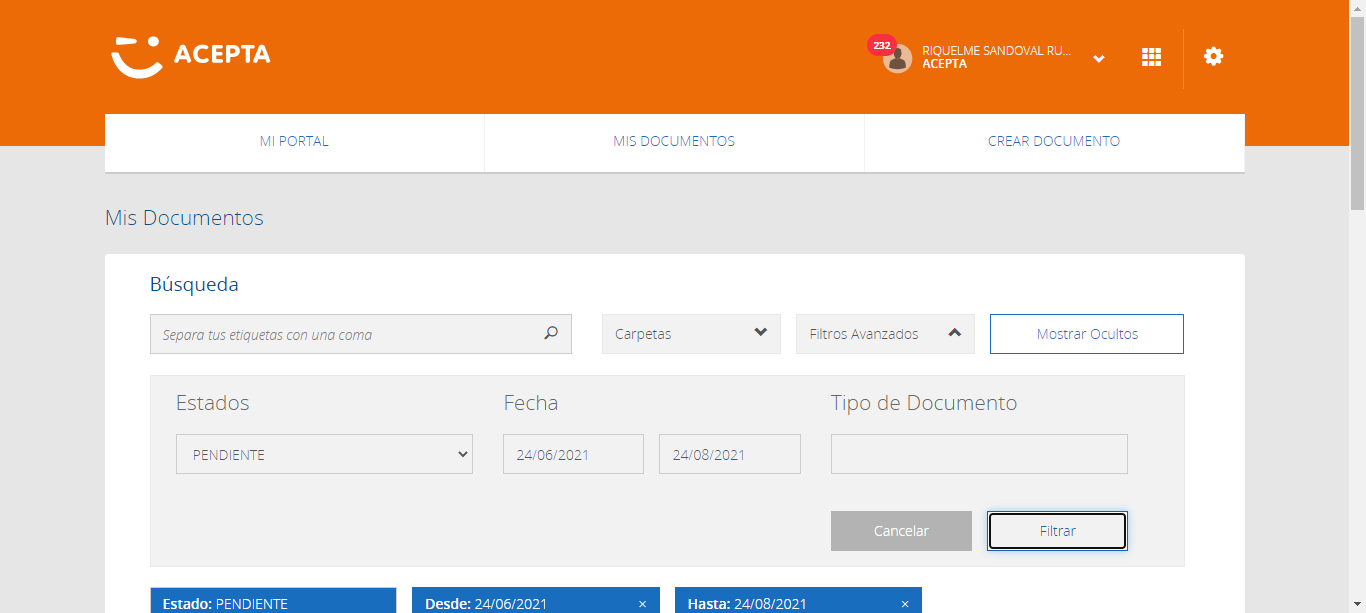 ACEPTA
232
RIQUELME SANDOVAL RU...
ACEPTA
MI PORTAL
MIS DOCUMENTOS
CREAR DOCUMENTO
Mis Documentos
Búsqueda
Separa tus etiquetas con una coma
Carpetas
Filtros Avanzados
Mostrar Ocultos
Estados
Fecha
Tipo de Documento
PENDIENTE
24/06/2021
24/08/2021
Cancelar
Filtrar
Estado: PENDIENTE
Desde: 24/06/2021 ×
Hasta: 24/08/2021 ×